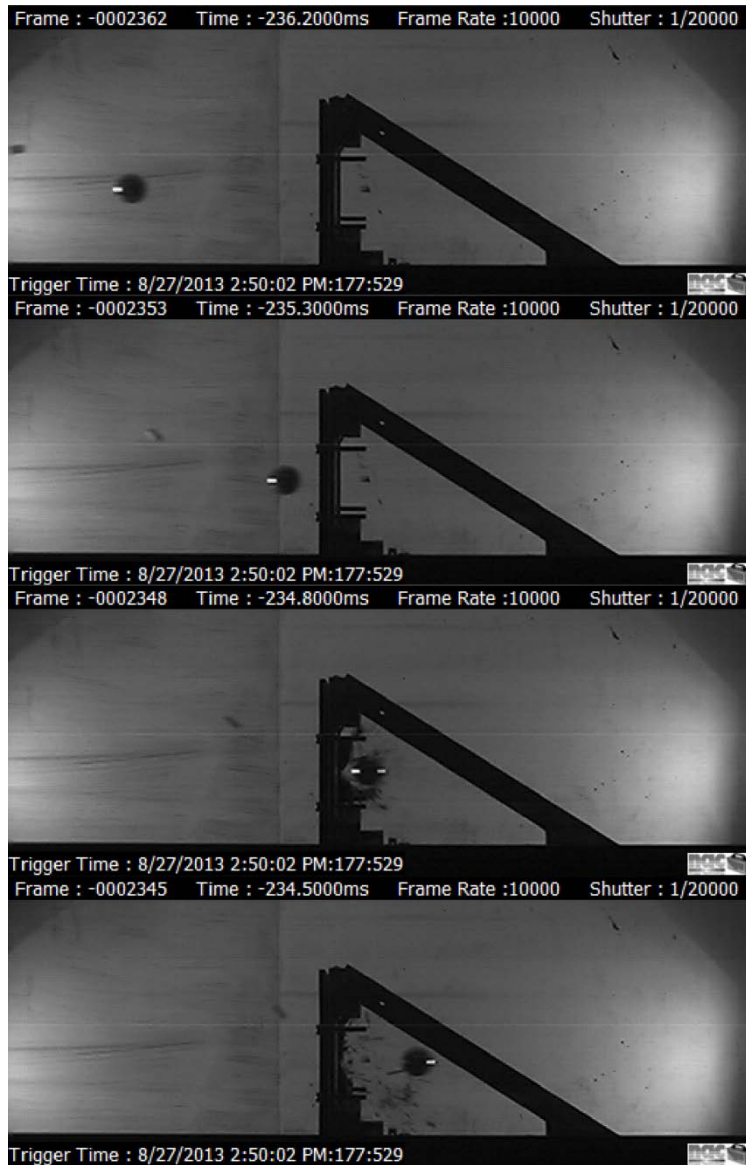 Frame : -0002362 Time : -236.2000ms Frame Rate :10000 Shutter : 1/20000
Trigger Time : 8/27/2013 2:50:02 PM:177:529
Frame : -0002353 Time : -235.3000ms Frame Rate :10000 Shutter : 1/20000
Trigger Time : 8/27/2013 2:50:02 PM:177:529
Frame : -0002348 Time : -234.8000ms Frame Rate :10000 Shutter : 1/20000
Trigger Time : 8/27/2013 2:50:02 PM:177:529
Frame : -0002345 Time : -234.5000ms Frame Rate :10000 Shutter : 1/20000
Trigger Time : 8/27/2013 2:50:02 PM:177:529